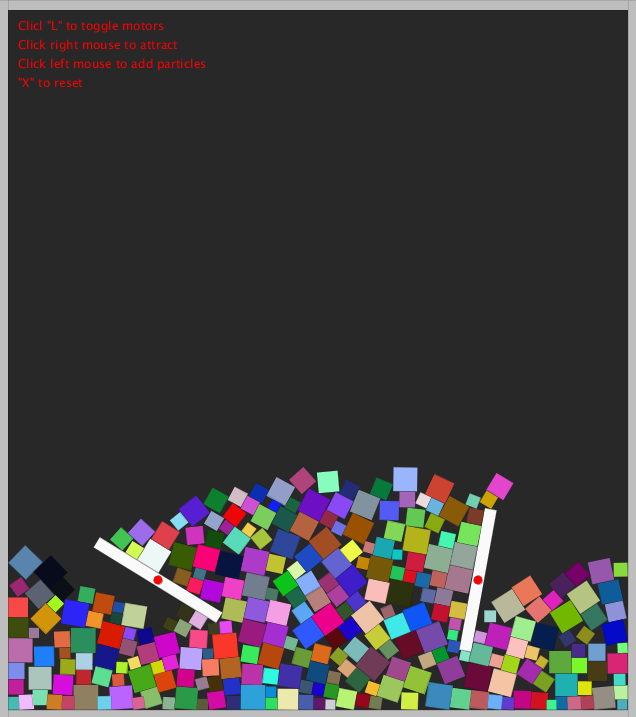 Clicl "L" to toggle motors
Click right mouse to attract
Click left mouse to add particles
"X" to reset